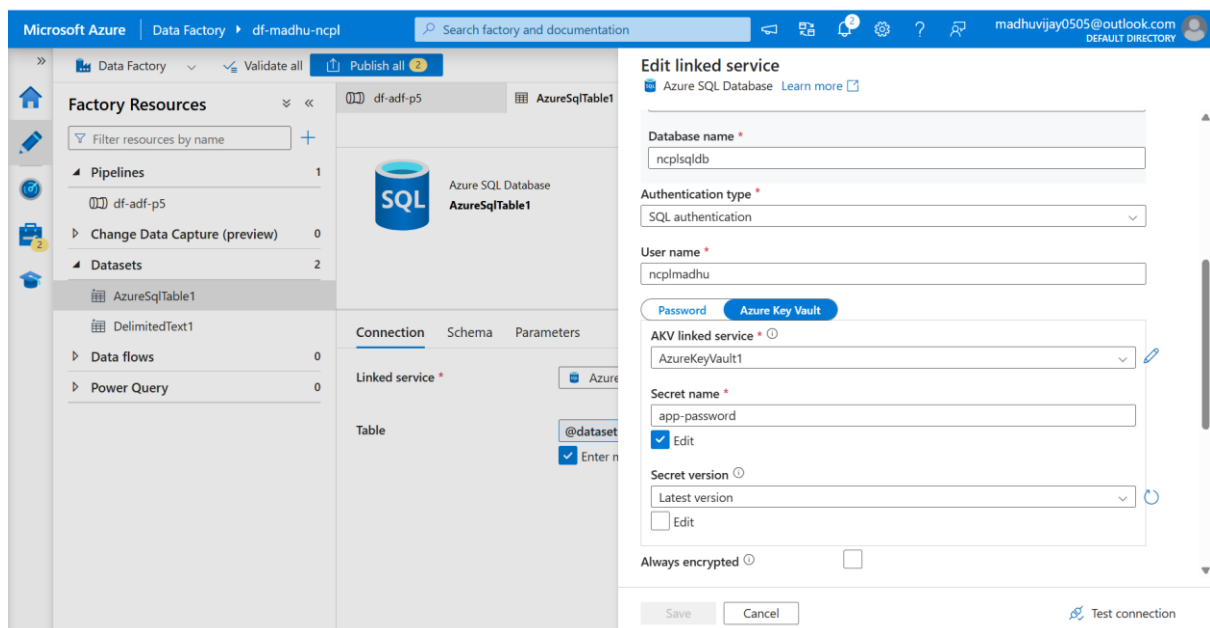 Microsoft Azure | Data Factory ▸ df-madhu-ncpl
Search factory and documentation
2
madhuvijay0505@outlook.com
DEFAULT DIRECTORY
» Data Factory Validate all Publish all 2
Factory Resources
Filter resources by name
Pipelines 1
df-adf-p5
Change Data Capture (preview) 0
Datasets 2
AzureSqlTable1
DelimitedText1
Data flows 0
Power Query 0
2
df-adf-p5 AzureSqlTable1
SQL
Azure SQL Database
AzureSqlTable1
Connection Schema Parameters
Linked service * Azure
Table @dataset
Enter n
Edit linked service
Azure SQL Database Learn more
Database name *
ncplsqldb
Authentication type *
SQL authentication
User name *
ncplmadhu
Password Azure Key Vault
AKV linked service *
AzureKeyVault1
Secret name *
app-password
Edit
Secret version
Latest version
Edit
Always encrypted
Save Cancel Test connection